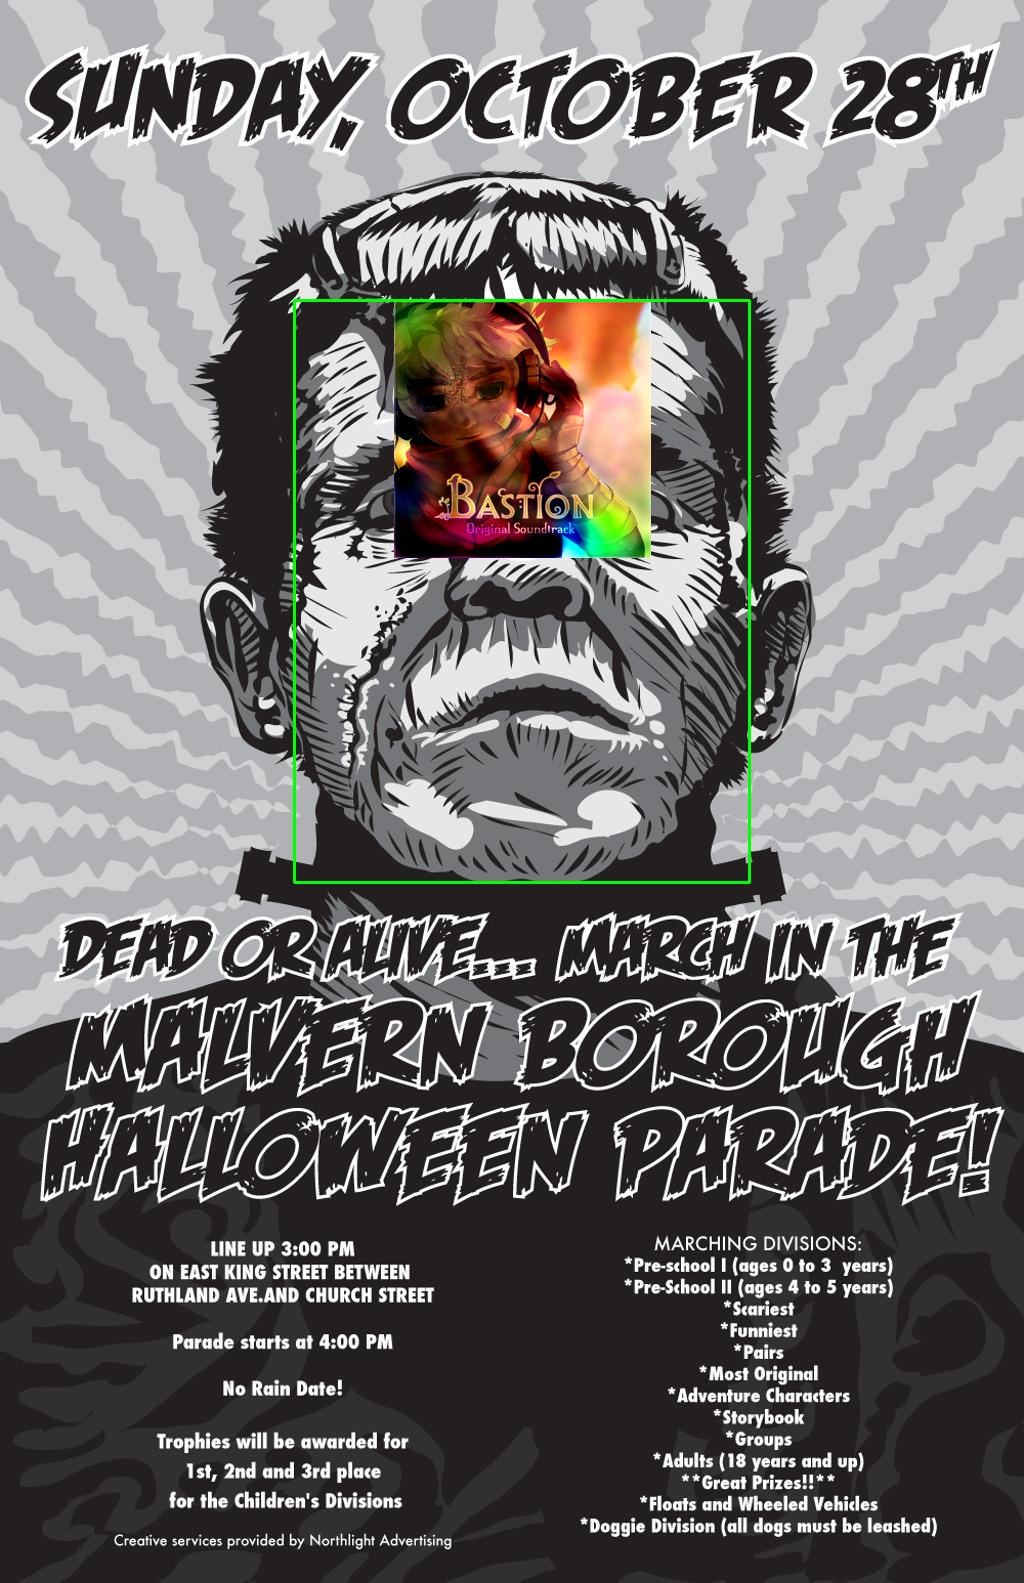 SUNDAY, OCTOBER 28TH
BASTION
Original Soundtrack
DEAD OR ALIVE... MARCH IN THE
MALVERN BOROUGH
HALLOWEEN PARADE!
LINE UP 3:00 PM
ON EAST KING STREET BETWEEN
RUTHLAND AVE.AND CHURCH STREET
Parade starts at 4:00 PM
No Rain Date!
Trophies will be awarded for
1st, 2nd and 3rd place
for the Children's Divisions
Creative services provided by Northlight Advertising
MARCHING DIVISIONS:
*Pre-school I (ages 0 to 3 years)
*Pre-School II (ages 4 to 5 years)
*Scariest
*Funniest
*Pairs
*Most Original
*Adventure Characters
*Storybook
*Groups
*Adults (18 years and up)
**Great Prizes!!**
*Floats and Wheeled Vehicles
*Doggie Division (all dogs must be leashed)